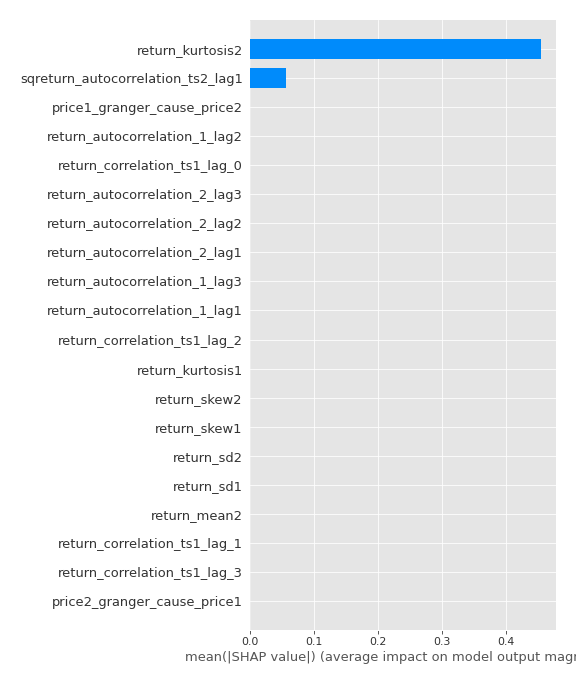 return_kurtosis2
sqreturn_autocorrelation_ts2_lag1
price1_granger_cause_price2
return_autocorrelation_1_lag2
return_correlation_ts1_lag_0
return_autocorrelation_2_lag3
return_autocorrelation_2_lag2
return_autocorrelation_2_lag1
return_autocorrelation_1_lag3
return_autocorrelation_1_lag1
return_correlation_ts1_lag_2
return_kurtosis1
return_skew2
return_skew1
return_sd2
return_sd1
return_mean2
return_correlation_ts1_lag_1
return_correlation_ts1_lag_3
price2_granger_cause_price1
0.0 0.1 0.2 0.3 0.4
mean(|SHAP value|) (average impact on model output magn